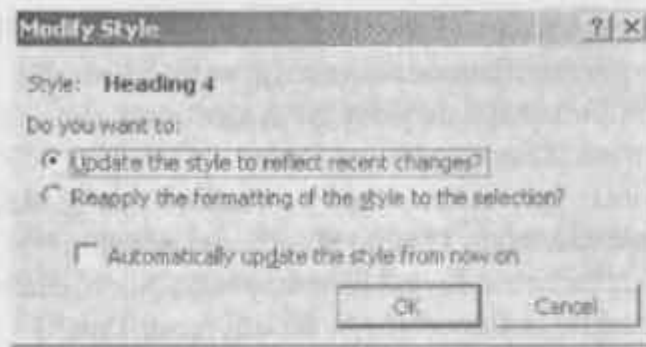 Modify Style
? ×
Style: Heading 4
Do you want to:
Update the style to reflect recent changes?
Reapply the formatting of the style to the selection?
Automatically update the style from now on
OK
Cancel